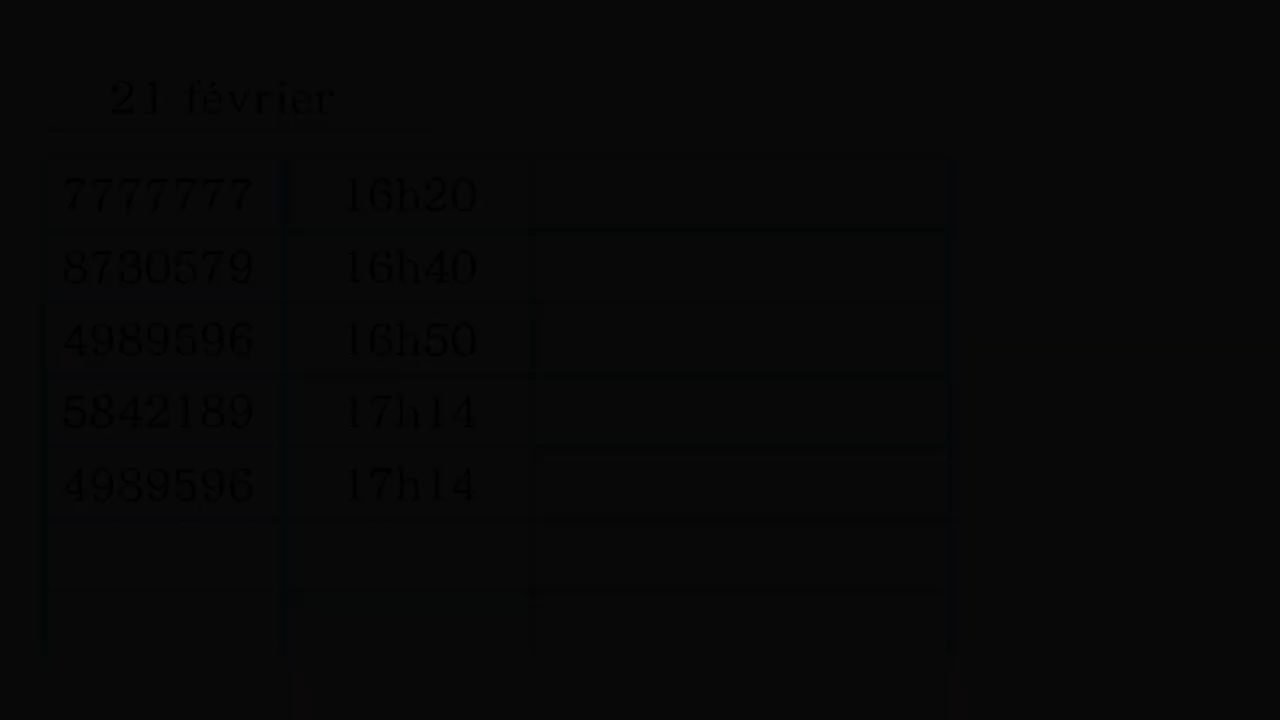 21 février
7777777 16h20
8730579 16h40
4989596 16h50
5842189 17h14
4989596 17h14